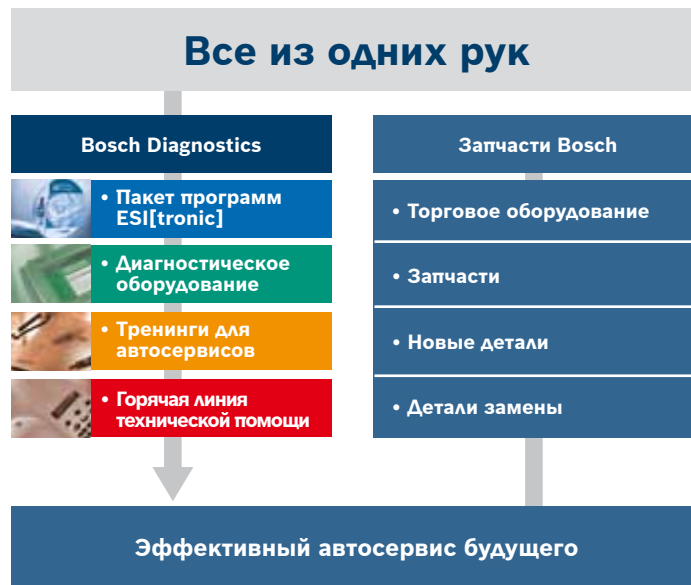 Все из одних рук
Bosch Diagnostics
• Пакет программ
ESI[tronic]
• Диагностическое
оборудование
• Тренинги для
автосервисов
• Горячая линия
технической помощи
Запчасти Bosch
• Торговое оборудование
• Запчасти
• Новые детали
• Детали замены
Эффективный автосервис будущего